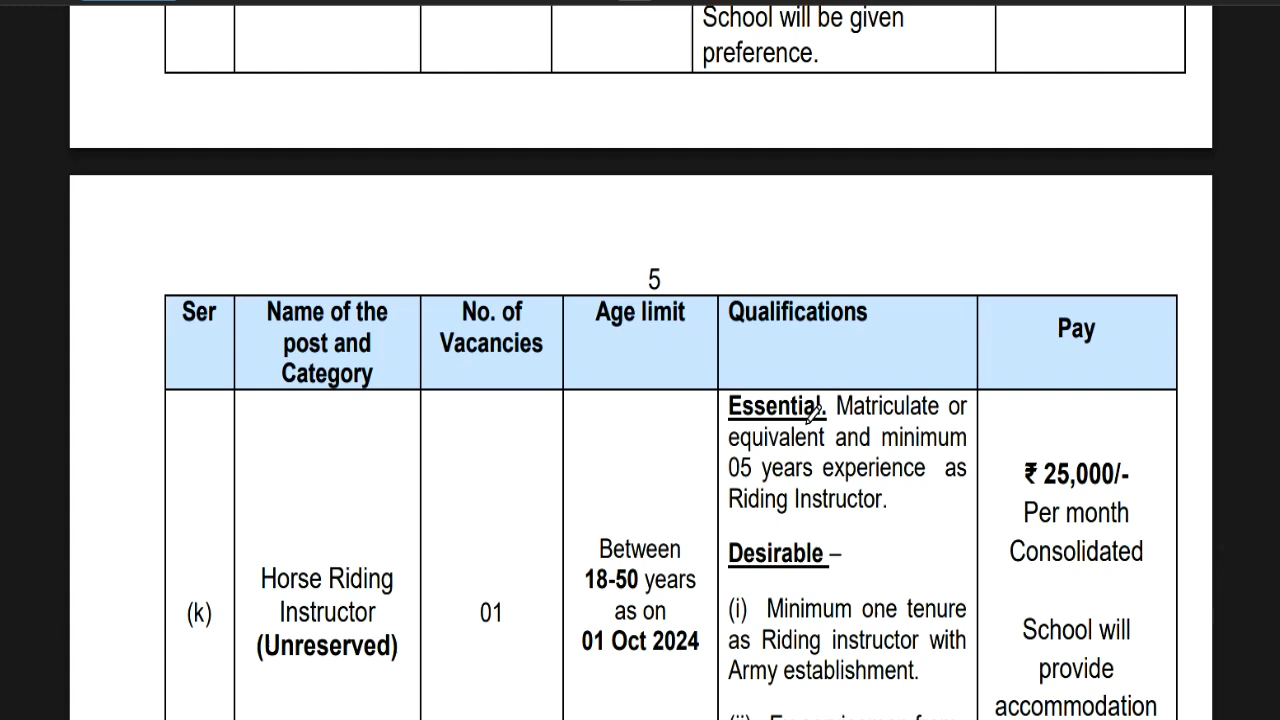 School will be given
preference.
5
Ser
Name of the
post and
Category
No. of
Vacancies
Age limit
Qualifications
Pay
(k)
Horse Riding
Instructor
(Unreserved)
01
Between
18-50 years
as on
01 Oct 2024
Essential. Matriculate or
equivalent and minimum
05 years experience as
Riding Instructor.
Desirable –
(i) Minimum one tenure
as Riding instructor with
Army establishment.
₹ 25,000/-
Per month
Consolidated
School will
provide
accommodation